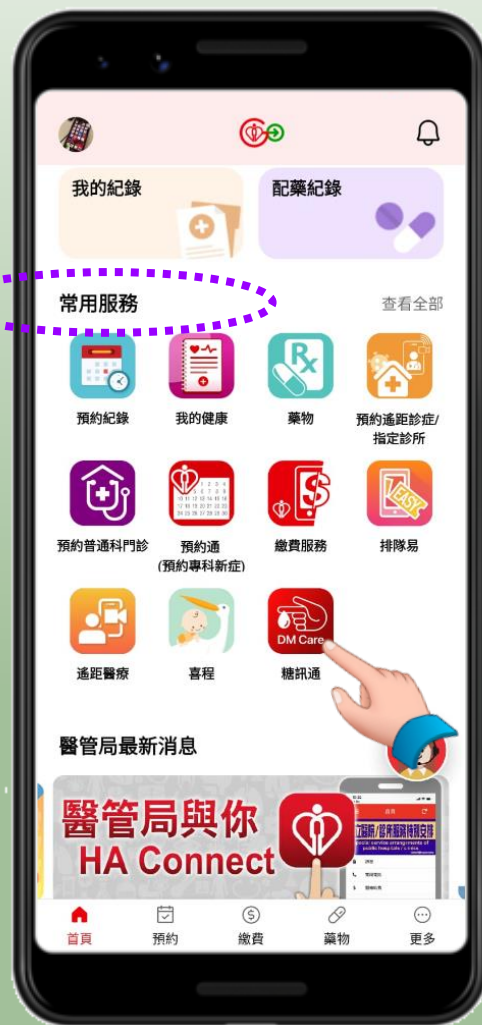 我的紀錄 配藥紀錄
常用服務 查看全部
預約紀錄 我的健康 藥物 預約遙距診症/
指定診所
預約普通科門診 預約通 繳費服務 排隊易
(預約專科新症)
遙距醫療 喜程 糖訊通
Rx
EASY
DM Care
醫管局最新消息
醫管局與你
HA Connect
首頁 預約 繳費 藥物 更多